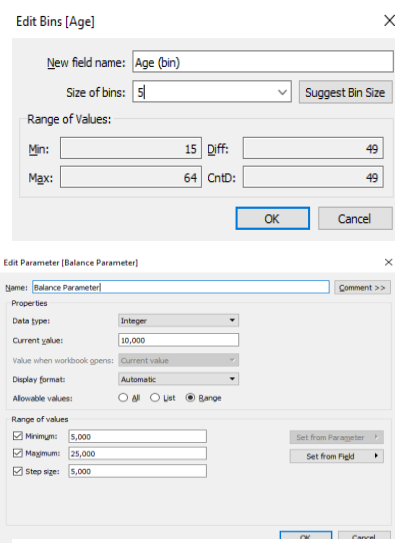 Edit Bins [Age]
New field name: Age (bin)
Size of bins: 5 Suggest Bin Size
Range of Values:
Min: 15 Diff: 49
Max: 64 CntD: 49
OK Cancel
Edit Parameter [Balance Parameter]
Name: Balance Parameter Comment >>
Properties
Data type: Integer
Current value: 10,000
Value when workbook opens: Current value
Display format: Automatic
Allowable values: All List Range
Range of values
Minimum: 5,000 Set from Parameter
Maximum: 25,000 Set from Field
Step size: 5,000
OK Cancel